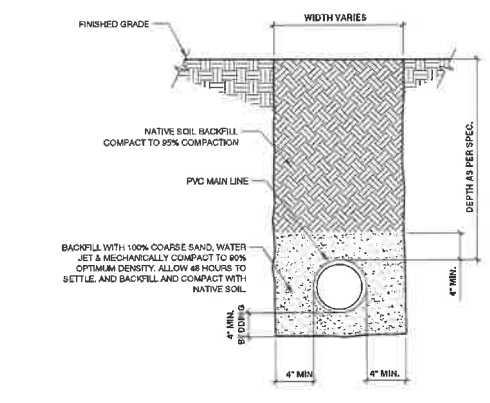 WIDTH VARIES
FINISHED GRADE
NATIVE SOIL BACKFILL
COMPACT TO 95% COMPACTION
PVC MAIN LINE
DEPTH AS PER SPEC.
BACKFILL WITH 100% COARSE SAND, WATER
JET & MECHANICALLY COMPACT TO 90%
OPTIMUM DENSITY. ALLOW 48 HOURS TO
SETTLE, AND BACKFILL AND COMPACT WITH
NATIVE SOIL
4" MIN.
4" MIN.
BEDDING
4" MIN
4" MIN.